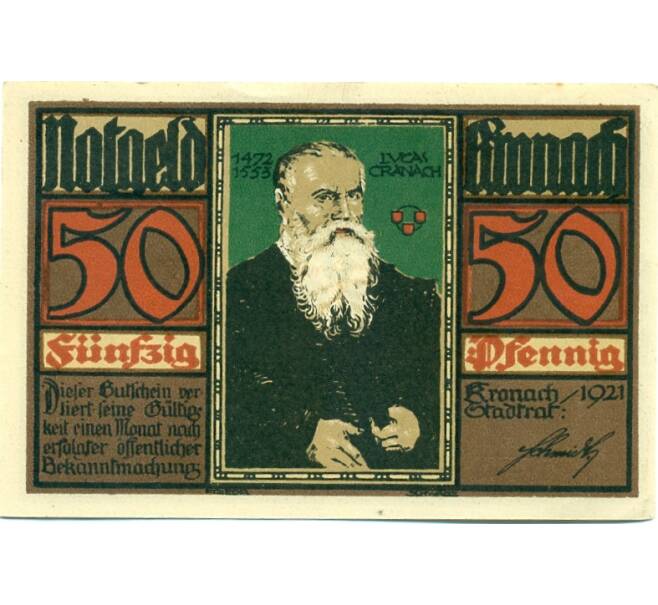 Notgeld
Kronach
1472
1553
LVCAS
CRANACH
50
50
Fünfzig
Pfennig
Dieser Gutschein ver-
liert seine Gültig-
keit einen Monat nach
erfolgter öffentlicher
Bekanntmachung
Kronach, 1921
Stadtrat: